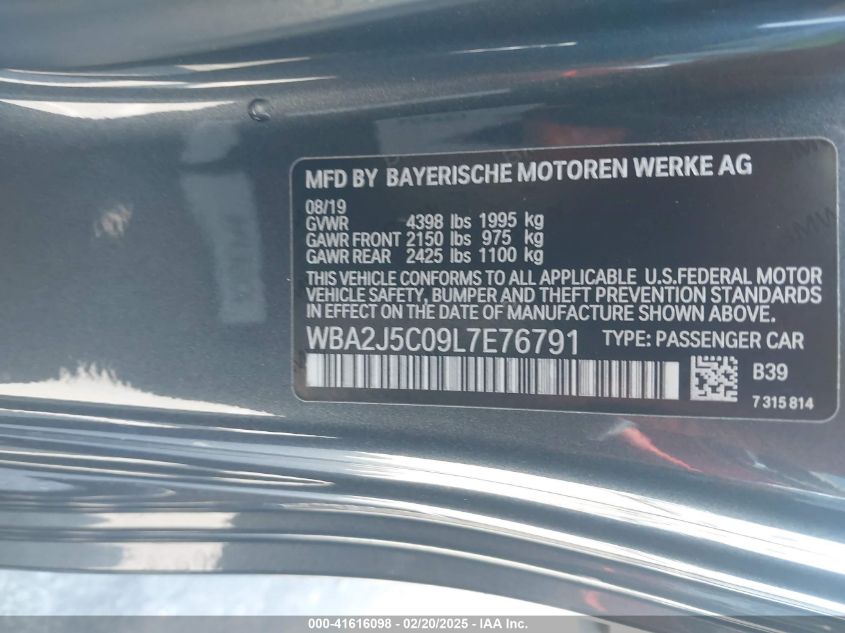 MFD BY BAYERISCHE MOTOREN WERKE AG
08/19
GVWR 4398 lbs 1995 kg
GAWR FRONT 2150 lbs 975 kg
GAWR REAR 2425 lbs 1100 kg
THIS VEHICLE CONFORMS TO ALL APPLICABLE U.S.FEDERAL MOTOR
VEHICLE SAFETY, BUMPER AND THEFT PREVENTION STANDARDS
IN EFFECT ON THE DATE OF MANUFACTURE SHOWN ABOVE.
WBA2J5C09L7E76791 TYPE: PASSENGER CAR
B39
7 315 814
000-41616098 - 02/20/2025 - IAA Inc.